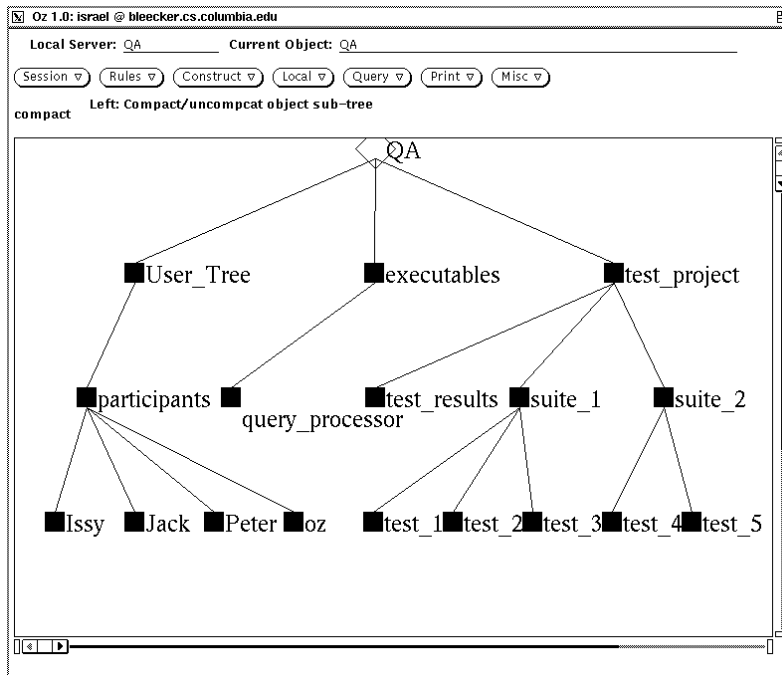 Oz 1.0: israel @ bleecker.cs.columbia.edu
Local Server: QA Current Object: QA
Session Rules Construct Local Query Print Misc
Left: Compact/uncompcat object sub-tree
compact
QA
User_Tree executables test_project
participants test_results suite_1 suite_2
query_processor
Issy Jack Peter oz test_1 test_2 test_3 test_4 test_5